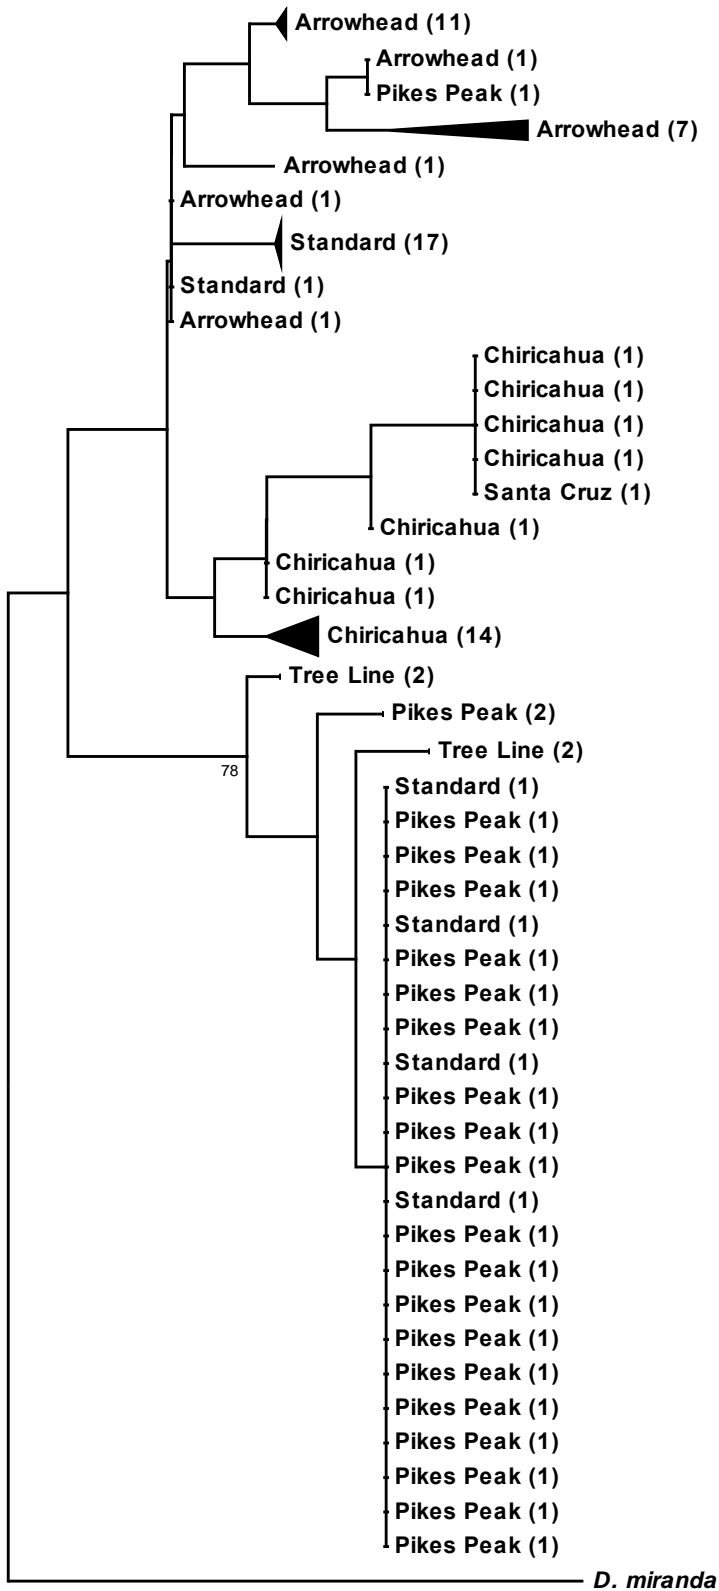 Arrowhead (11)
Arrowhead (1)
Pikes Peak (1)
Arrowhead (7)
Arrowhead (1)
Arrowhead (1)
Standard (17)
Standard (1)
Arrowhead (1)
Chiricahua (1)
Chiricahua (1)
Chiricahua (1)
Chiricahua (1)
Santa Cruz (1)
Chiricahua (1)
Chiricahua (1)
Chiricahua (1)
Chiricahua (14)
Tree Line (2)
Pikes Peak (2)
Tree Line (2)
78
Standard (1)
Pikes Peak (1)
Pikes Peak (1)
Pikes Peak (1)
Standard (1)
Pikes Peak (1)
Pikes Peak (1)
Pikes Peak (1)
Standard (1)
Pikes Peak (1)
Pikes Peak (1)
Pikes Peak (1)
Standard (1)
Pikes Peak (1)
Pikes Peak (1)
Pikes Peak (1)
Pikes Peak (1)
Pikes Peak (1)
Pikes Peak (1)
Pikes Peak (1)
Pikes Peak (1)
Pikes Peak (1)
Pikes Peak (1)
D. miranda